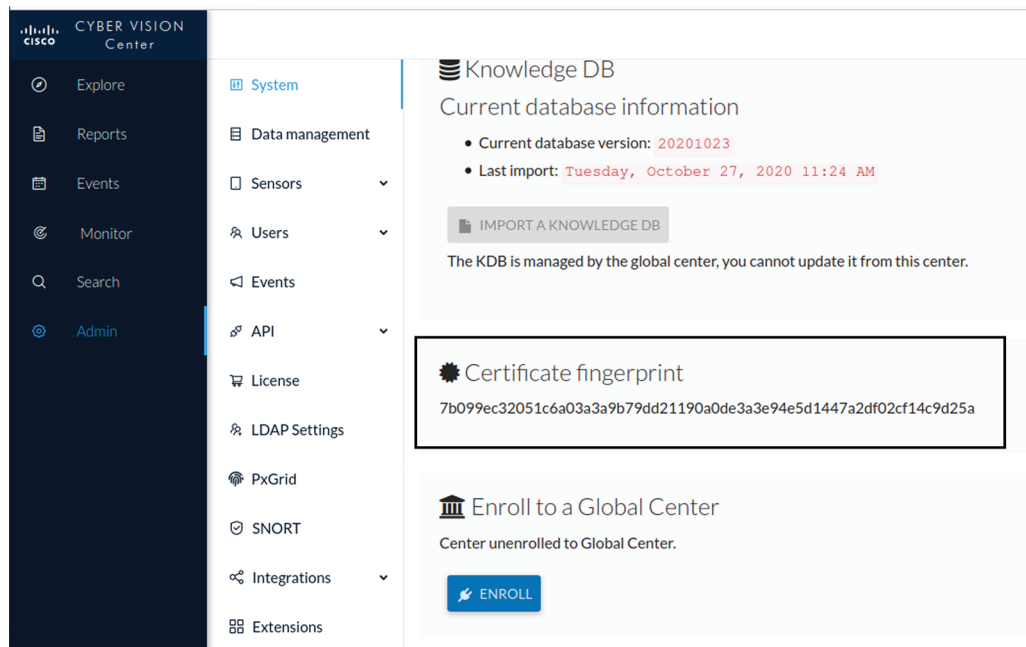 CYBER VISION
Center
CISCO
Explore
Reports
Events
Monitor
Search
Admin
System
Data management
Sensors
Users
Events
API
License
LDAP Settings
PxGrid
SNORT
Integrations
Extensions
Knowledge DB
Current database information
Current database version: 20201023
Last import: Tuesday, October 27, 2020 11:24 AM
IMPORT A KNOWLEDGE DB
The KDB is managed by the global center, you cannot update it from this center.
Certificate fingerprint
7b099ec32051c6a03a3a9b79dd21190a0de3a3e94e5d1447a2df02cf14c9d25a
Enroll to a Global Center
Center unenrolled to Global Center.
ENROLL